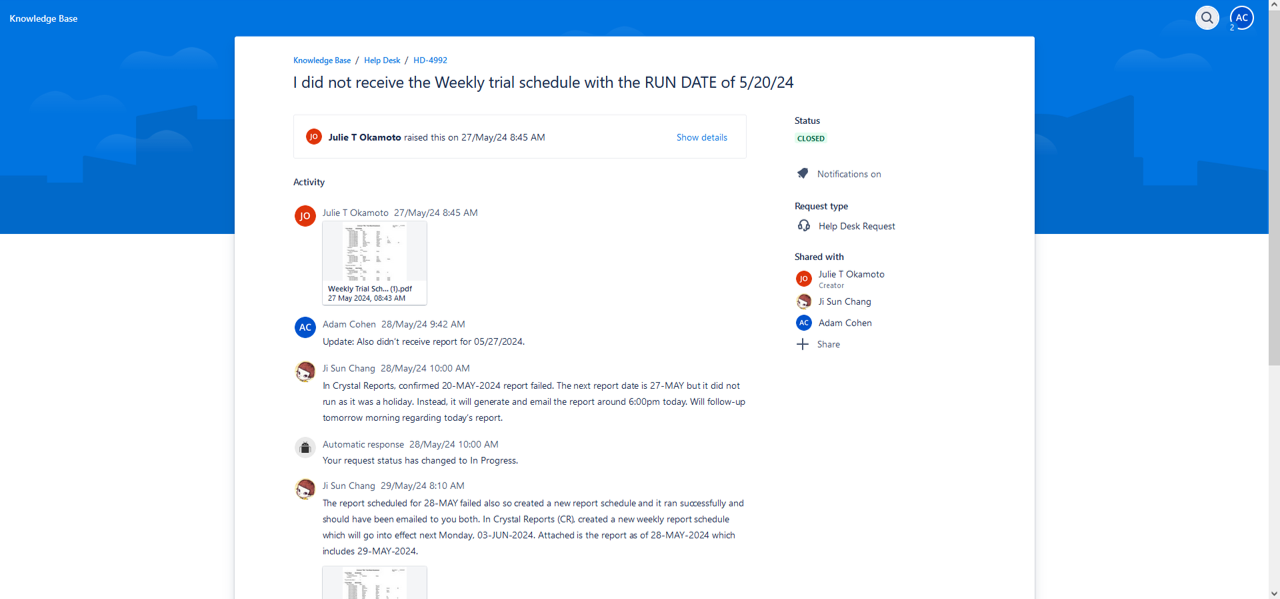 Knowledge Base
AC
2
Knowledge Base / Help Desk / HD-4992
I did not receive the Weekly trial schedule with the RUN DATE of 5/20/24
JO Julie T Okamoto raised this on 27/May/24 8:45 AM Show details
Activity
JO Julie T Okamoto 27/May/24 8:45 AM
Weekly Trial Sch... (1).pdf
27 May 2024, 08:43 AM
AC Adam Cohen 28/May/24 9:42 AM
Update: Also didn't receive report for 05/27/2024.
Ji Sun Chang 28/May/24 10:00 AM
In Crystal Reports, confirmed 20-MAY-2024 report failed. The next report date is 27-MAY but it did not
run as it was a holiday. Instead, it will generate and email the report around 6:00pm today. Will follow-up
tomorrow morning regarding today's report.
Automatic response 28/May/24 10:00 AM
Your request status has changed to In Progress.
Ji Sun Chang 29/May/24 8:10 AM
The report scheduled for 28-MAY failed also so created a new report schedule and it ran successfully and
should have been emailed to you both. In Crystal Reports (CR), created a new weekly report schedule
which will go into effect next Monday, 03-JUN-2024. Attached is the report as of 28-MAY-2024 which
includes 29-MAY-2024.
Status
CLOSED
Notifications on
Request type
Help Desk Request
Shared with
JO Julie T Okamoto
Creator
Ji Sun Chang
AC Adam Cohen
Share